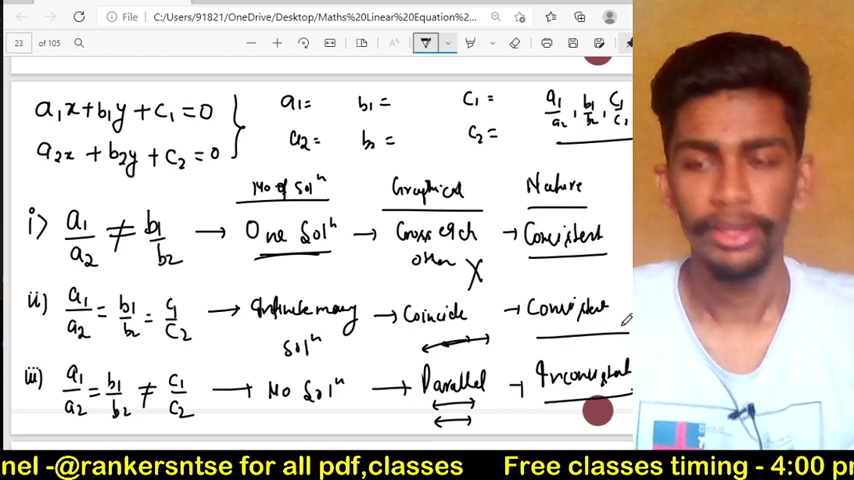 File | C:/Users/91821/OneDrive/Desktop/Maths%20Linear%20Equation%2...
23 of 105
a₁x+b₁y+c₁=0 a₁= b₁= c₁= a₁/a₂, b₁/b₂, c₁/c₂
a₂x+b₂y+c₂=0 a₂= b₂= c₂=
No of Solⁿ Graphical Nature
i> a₁/a₂ ≠ b₁/b₂ → One Solⁿ → Cross each other → Consistent
ii) a₁/a₂ = b₁/b₂ = c₁/c₂ → Infinite many Solⁿ → Coincide → Consistent
iii) a₁/a₂ = b₁/b₂ ≠ c₁/c₂ → No Solⁿ → Parallel → Inconsistent
nel -@rankersntse for all pdf,classes Free classes timing - 4:00 p